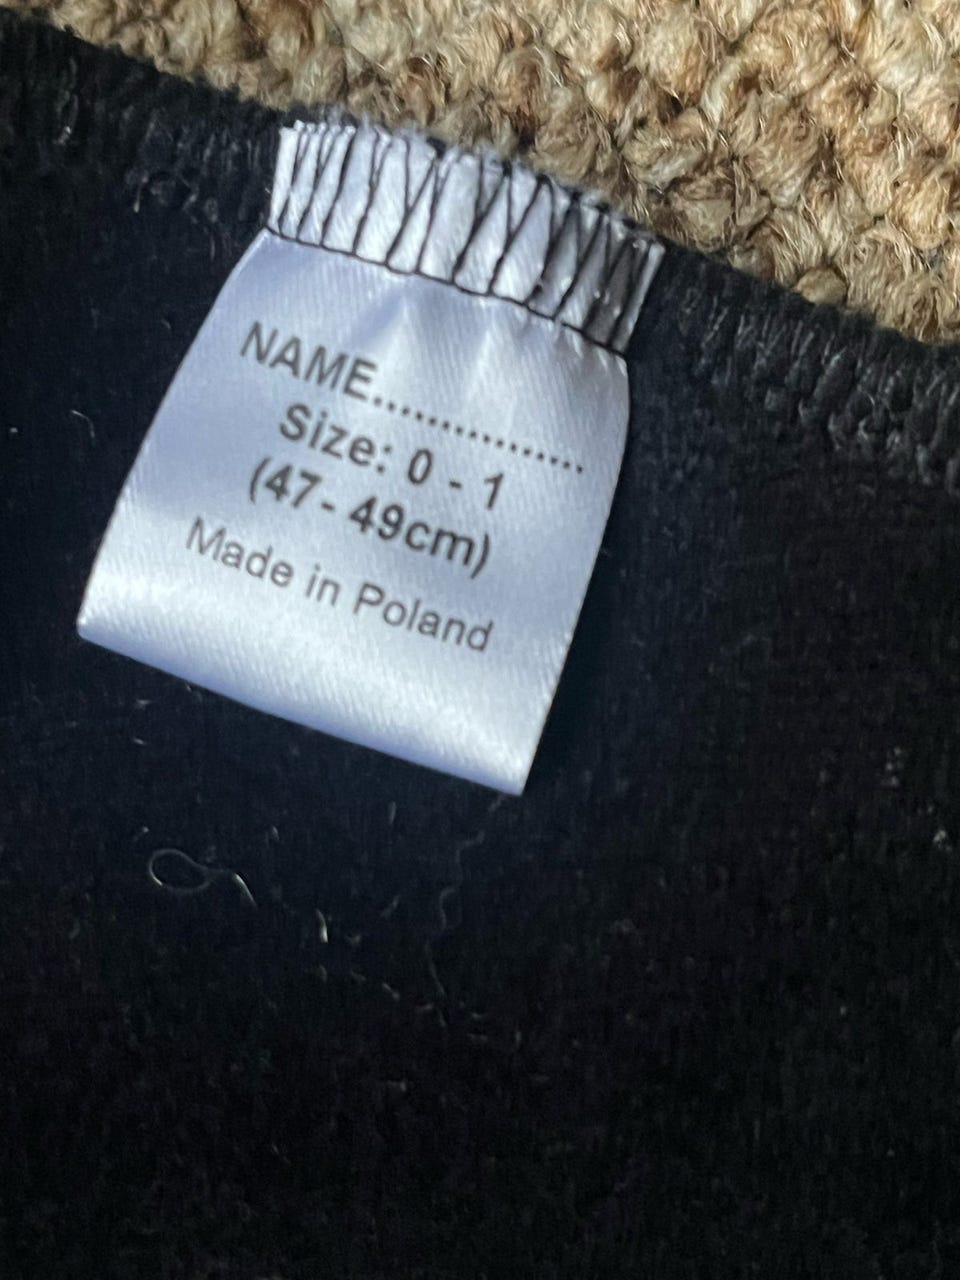 NAME..................
Size: 0 - 1
(47- 49cm)
Made in Poland